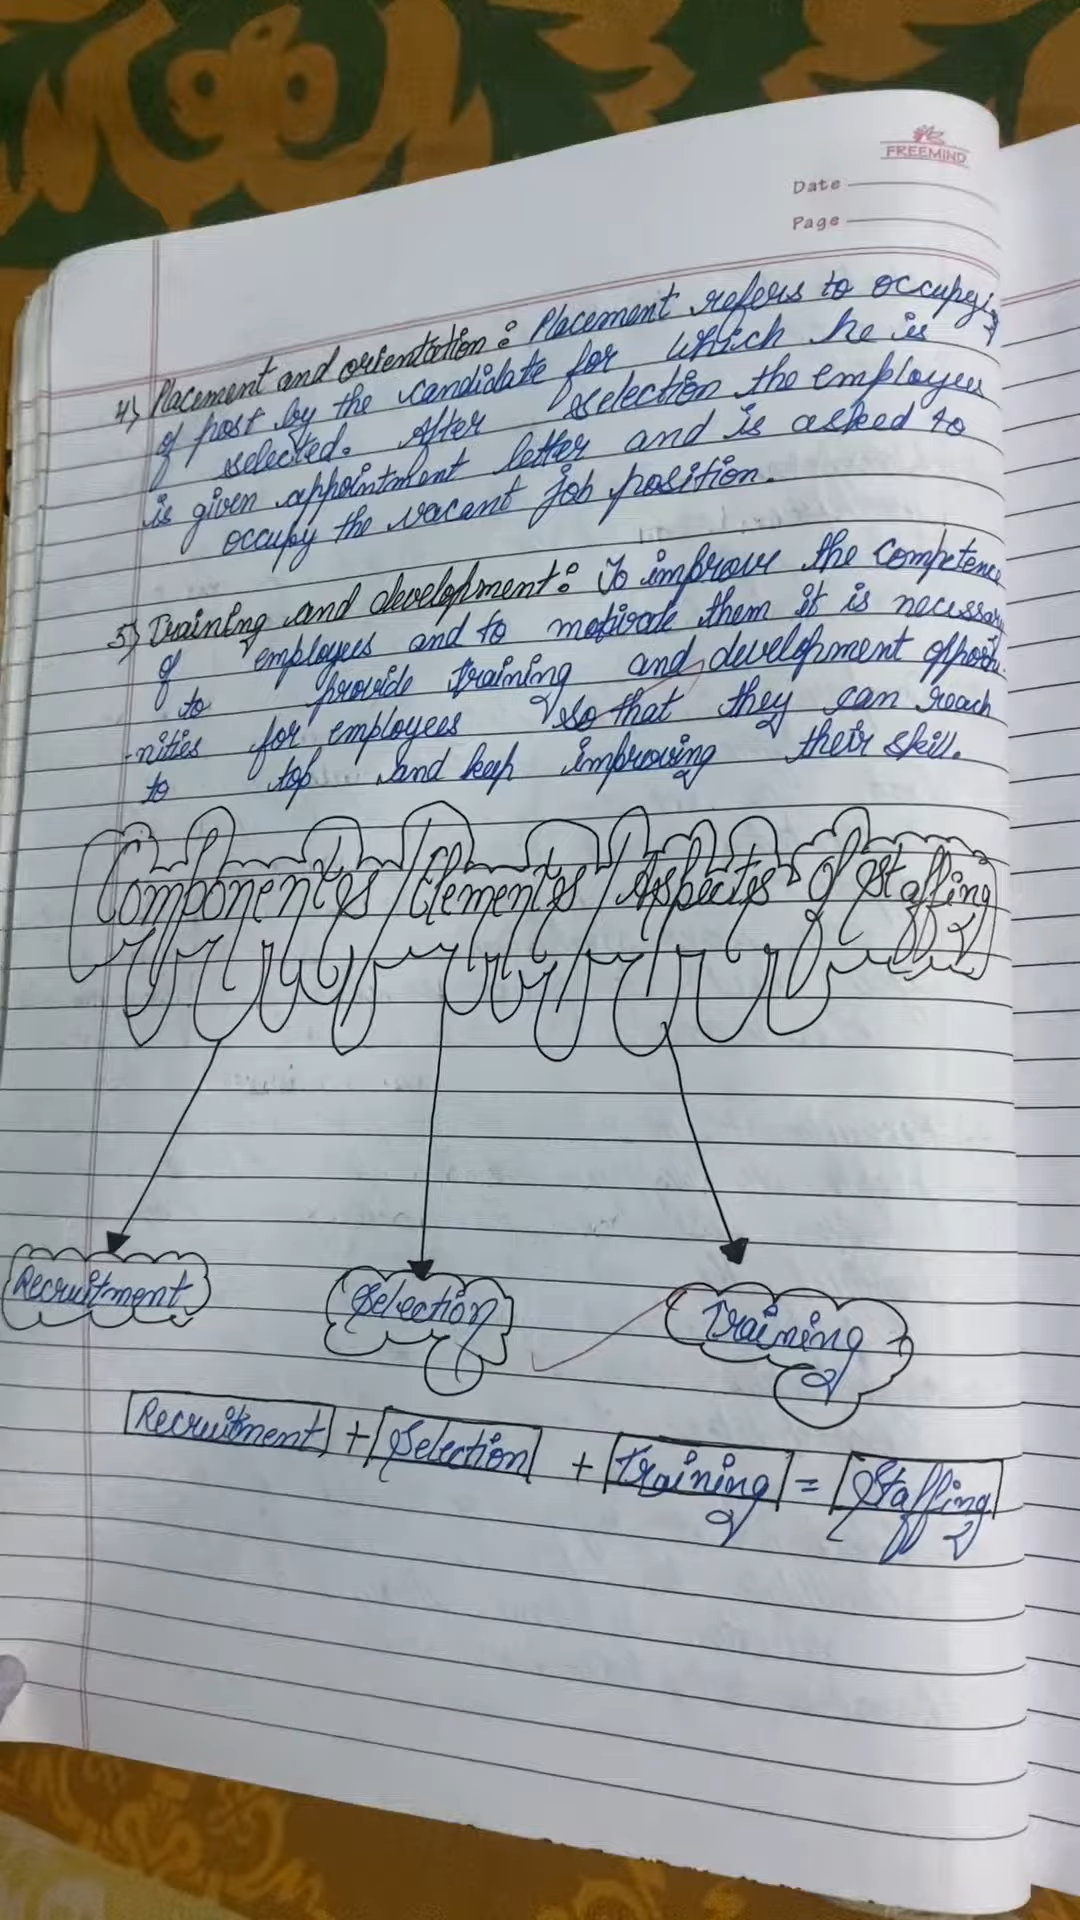 FREEMIND
Date
Page
4) Placement and orientation : Placement refers to occupying
of post by the candidate for which he is
selected. After selection the employees
is given appointment letter and is asked to
occupy the vacant job position.
5) Training and development : To improve the competence
of employees and to motivate them it is necessary
to provide training and development opportu
-nities for employees so that they can reach
to top and keep improving their skill.
Components / Elements / Aspects of Staffing
Recruitment
Selection
Training
Recruitment + Selection + Training = Staffing